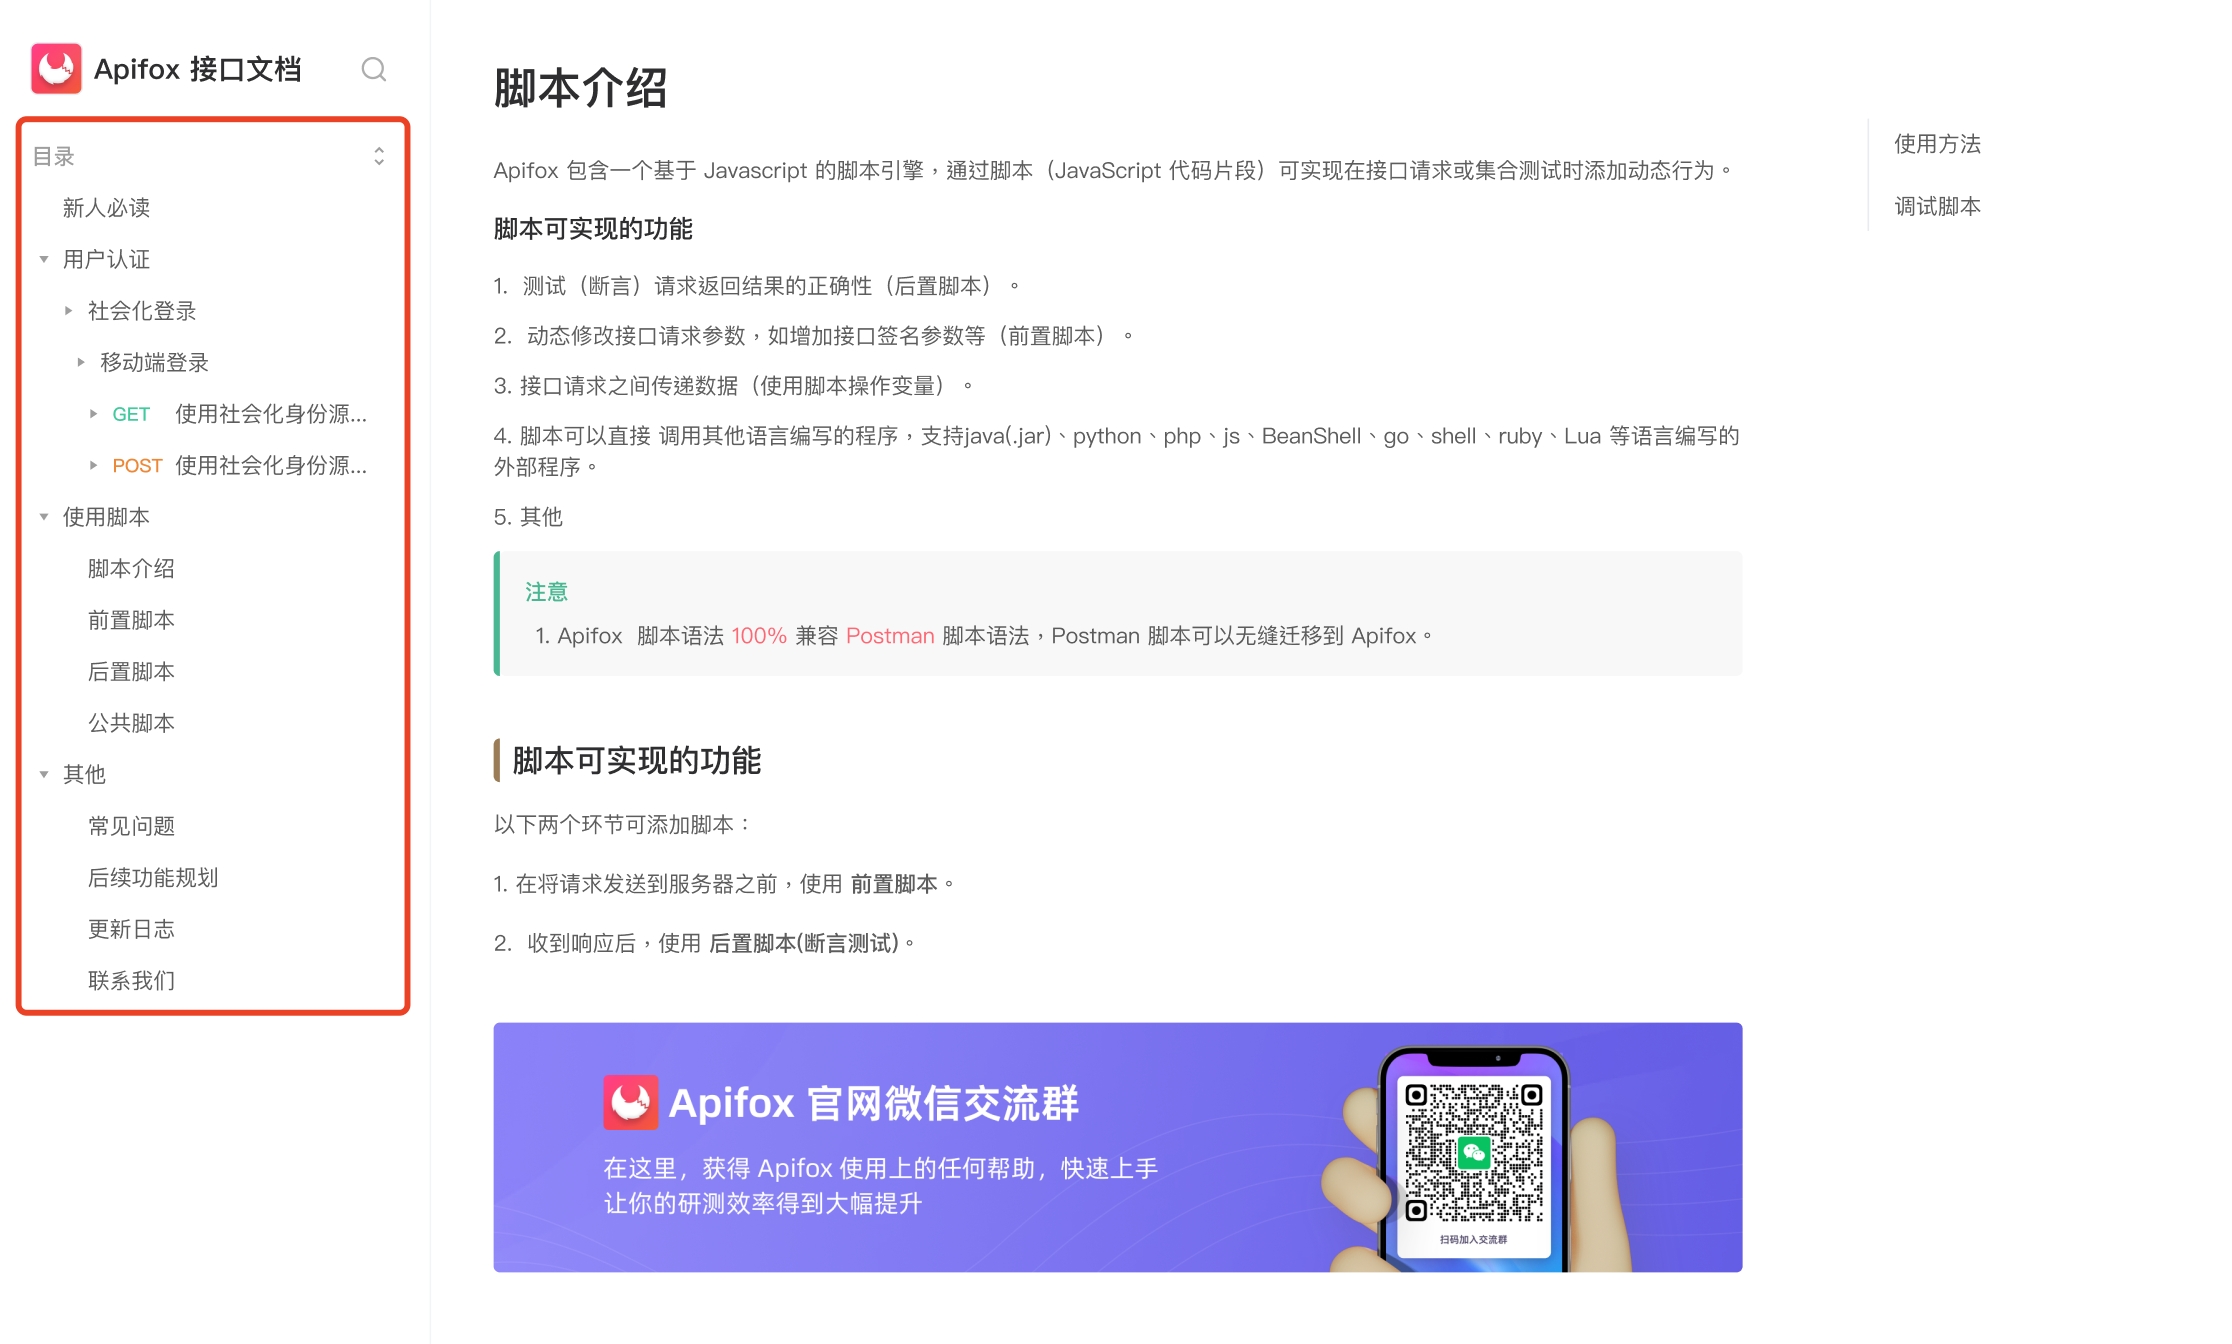 Apifox 接口文档
目录
新人必读
用户认证
社会化登录
移动端登录
GET 使用社会化身份源...
POST 使用社会化身份源...
使用脚本
脚本介绍
前置脚本
后置脚本
公共脚本
其他
常见问题
后续功能规划
更新日志
联系我们
脚本介绍
Apifox 包含一个基于 Javascript 的脚本引擎，通过脚本（JavaScript 代码片段）可实现在接口请求或集合测试时添加动态行为。
脚本可实现的功能
1. 测试（断言）请求返回结果的正确性（后置脚本）。
2. 动态修改接口请求参数，如增加接口签名参数等（前置脚本）。
3. 接口请求之间传递数据（使用脚本操作变量）。
4. 脚本可以直接 调用其他语言编写的程序，支持java(.jar)、python、php、js、BeanShell、go、shell、ruby、Lua 等语言编写的
外部程序。
5. 其他
注意
1. Apifox 脚本语法 100% 兼容 Postman 脚本语法，Postman 脚本可以无缝迁移到 Apifox。
脚本可实现的功能
以下两个环节可添加脚本：
1. 在将请求发送到服务器之前，使用 前置脚本。
2. 收到响应后，使用 后置脚本(断言测试)。
Apifox 官网微信交流群
在这里，获得 Apifox 使用上的任何帮助，快速上手
让你的研测效率得到大幅提升
扫码加入交流群
使用方法
调试脚本